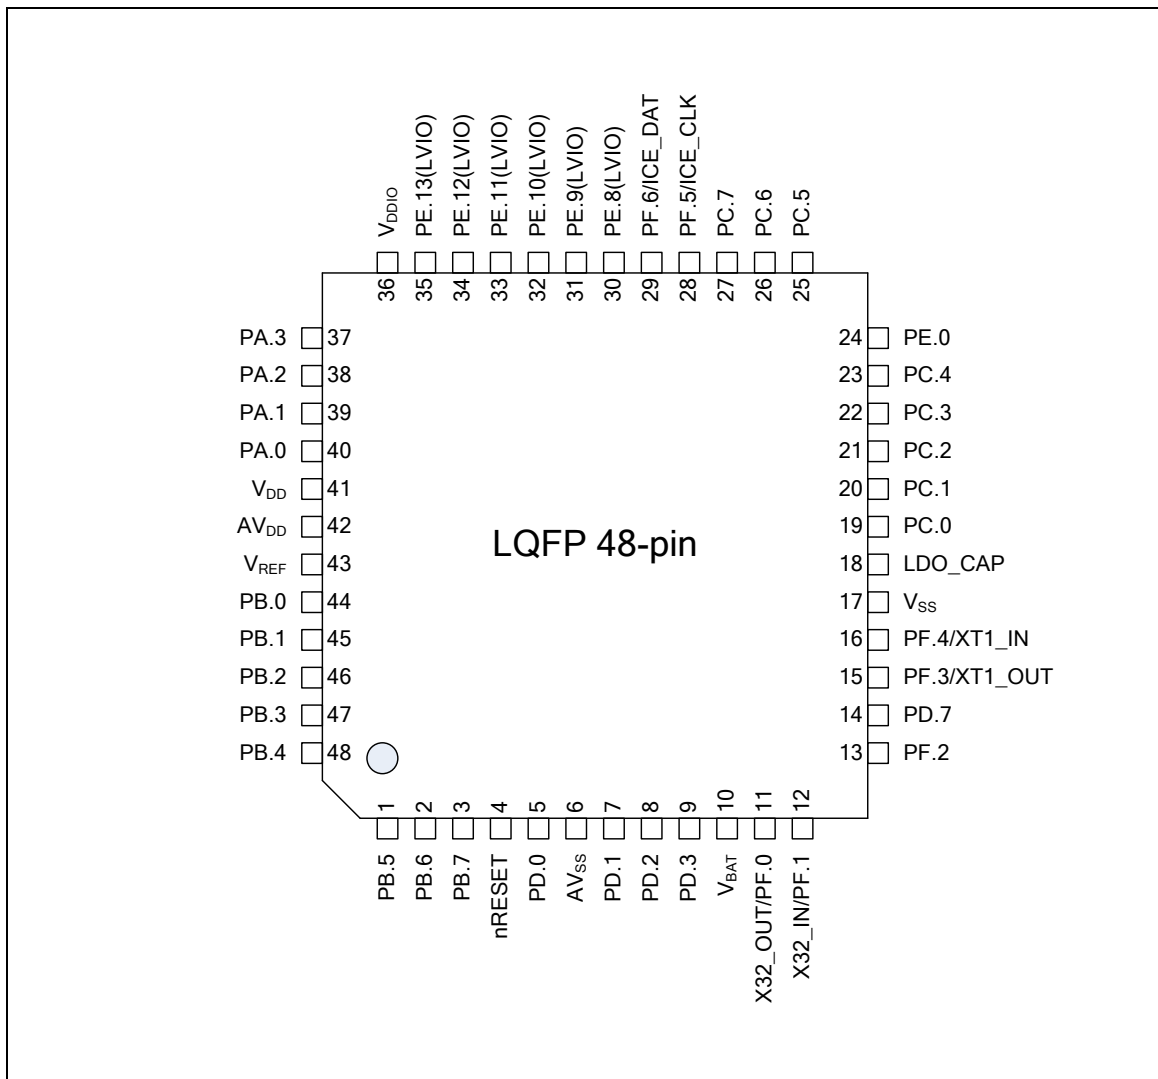 V_DDIO
PE.13(LVIO)
PE.12(LVIO)
PE.11(LVIO)
PE.10(LVIO)
PE.9(LVIO)
PE.8(LVIO)
PF.6/ICE_DAT
PF.5/ICE_CLK
PC.7
PC.6
PC.5
36
35
34
33
32
31
30
29
28
27
26
25
PA.3 37
PA.2 38
PA.1 39
PA.0 40
VDD 41
AVDD 42
VREF 43
PB.0 44
PB.1 45
PB.2 46
PB.3 47
PB.4 48
LQFP 48-pin
24 PE.0
23 PC.4
22 PC.3
21 PC.2
20 PC.1
19 PC.0
18 LDO_CAP
17 VSS
16 PF.4/XT1_IN
15 PF.3/XT1_OUT
14 PD.7
13 PF.2
1
2
3
4
5
6
7
8
9
10
11
12
PB.5
PB.6
PB.7
nRESET
PD.0
AVSS
PD.1
PD.2
PD.3
VBAT
X32_OUT/PF.0
X32_IN/PF.1